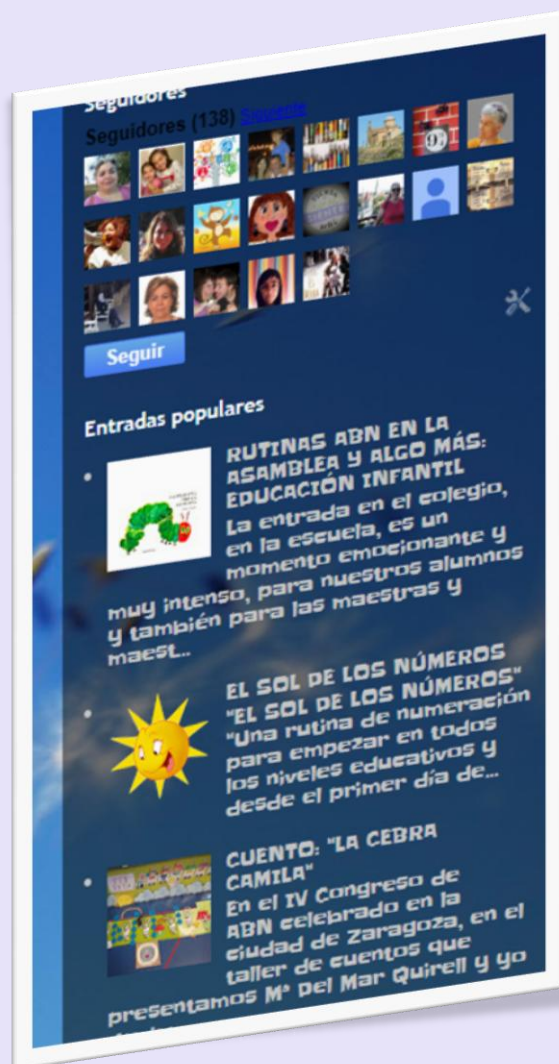 Seguidores
Seguidores (138) Siguiente
Seguir
Entradas populares
RUTINAS ABN EN LA
ASAMBLEA Y ALGO MÁS:
EDUCACIÓN INFANTIL
La entrada en el colegio,
en la escuela, es un
momento emocionante y
muy intenso, para nuestros alumnos
y también para las maestras y
maest...
EL SOL DE LOS NÚMEROS
"EL SOL DE LOS NÚMEROS"
"Una rutina de numeración
para empezar en todos
los niveles educativos y
desde el primer día de...
CUENTO: "LA CEBRA
CAMILA"
En el IV Congreso de
ABN celebrado en la
ciudad de Zaragoza, en el
taller de cuentos que
presentamos Mª Del Mar Quirell y yo